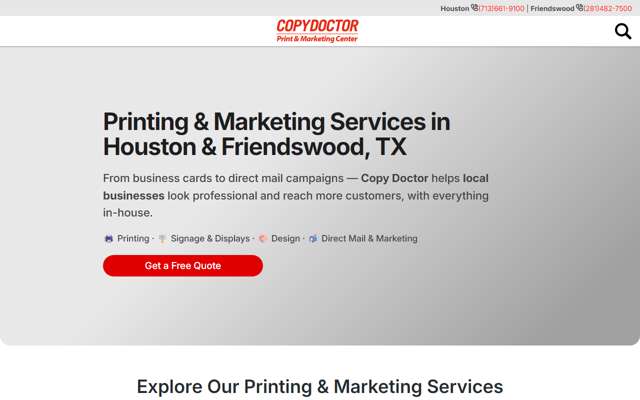 Houston (713)661-9100 | Friendswood (281)482-7500
COPYDOCTOR
Print & Marketing Center
Printing & Marketing Services in
Houston & Friendswood, TX
From business cards to direct mail campaigns — Copy Doctor helps local
businesses look professional and reach more customers, with everything
in-house.
Printing · Signage & Displays · Design · Direct Mail & Marketing
Get a Free Quote
Explore Our Printing & Marketing Services